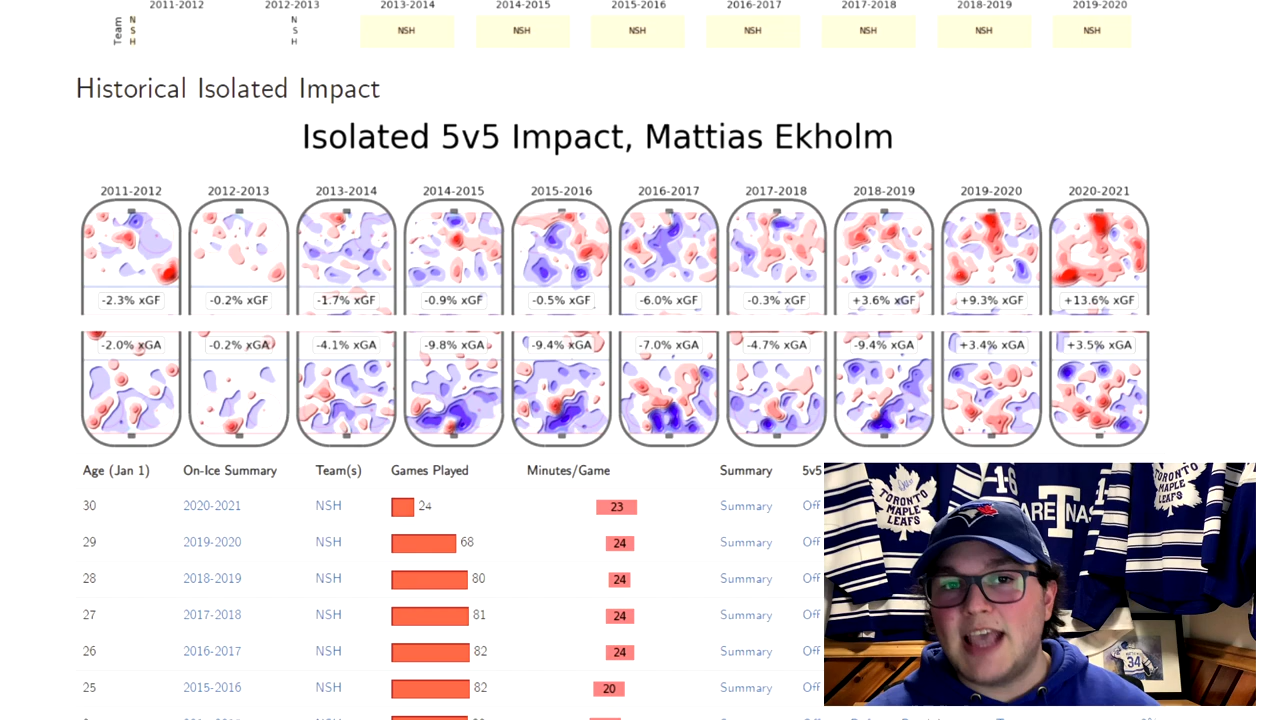 2011-2012 2012-2013 2013-2014 2014-2015 2015-2016 2016-2017 2017-2018 2018-2019 2019-2020
Team NSH NSH NSH NSH NSH NSH NSH NSH NSH
Historical Isolated Impact
Isolated 5v5 Impact, Mattias Ekholm
2011-2012 2012-2013 2013-2014 2014-2015 2015-2016 2016-2017 2017-2018 2018-2019 2019-2020 2020-2021
-2.3% xGF -0.2% xGF -1.7% xGF -0.9% xGF -0.5% xGF -6.0% xGF -0.3% xGF +3.6% xGF +9.3% xGF +13.6% xGF
-2.0% xGA -0.2% xGA -4.1% xGA -9.8% xGA -9.4% xGA -7.0% xGA -4.7% xGA -9.4% xGA +3.4% xGA +3.5% xGA
Age (Jan 1) On-Ice Summary Team(s) Games Played Minutes/Game Summary 5v5
30 2020-2021 NSH 24 23 Summary Off
29 2019-2020 NSH 68 24 Summary Off
28 2018-2019 NSH 80 24 Summary Off
27 2017-2018 NSH 81 24 Summary Off
26 2016-2017 NSH 82 24 Summary Off
25 2015-2016 NSH 82 20 Summary Off
TORONTO
MAPLE
LEAFS
16
ARENAS
T
TORONTO
MAPLE
LEAFS
34